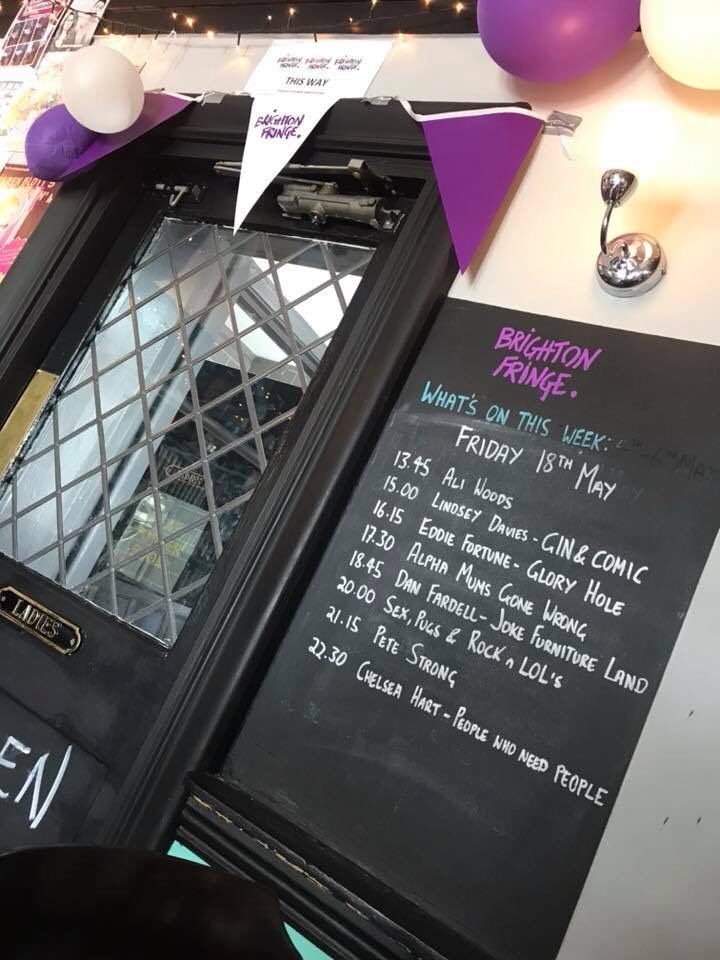 BRIGHTON FRINGE. BRIGHTON FRINGE. BRIGHTON FRINGE.
THIS WAY
BRIGHTON
FRINGE.
BRIGHTON
FRINGE.
WHAT'S ON THIS WEEK:
FRIDAY 18TH MAY
13.45 ALI WOODS
15.00 LINDSEY DAVIES - GIN & COMIC
16.15 EDDIE FORTUNE - GLORY HOLE
17.30 ALPHA MUMS GONE WRONG
18.45 DAN FARDELL - JOKE FURNITURE LAND
20.00 SEX, PUGS & ROCK n LOL'S
21.15 PETE STRONG
22.30 CHELSEA HART - PEOPLE WHO NEED PEOPLE
LADIES
LADIES
EN